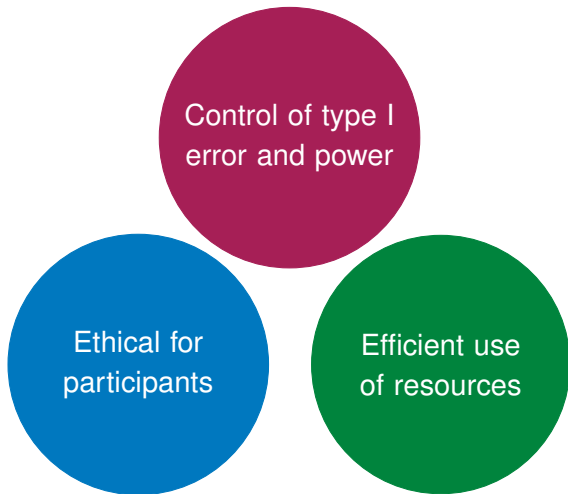 Control of type I
error and power
Ethical for
participants
Efficient use
of resources